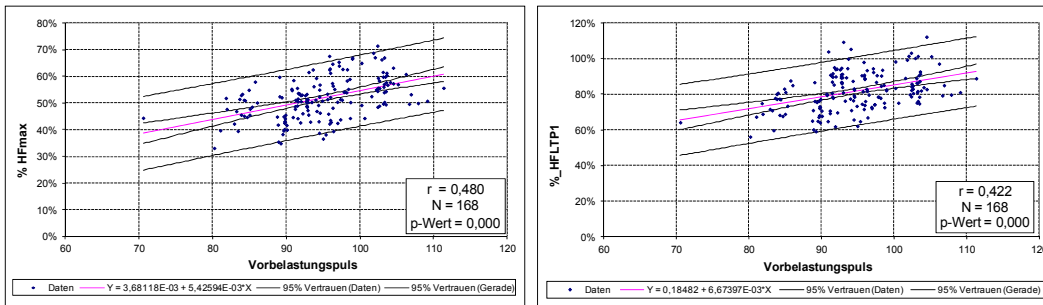 80%
70%
60%
50%
40%
30%
20%
10%
0%
% HFmax
60 70 80 90 100 110 120
Vorbelastungspuls
r = 0,480
N = 168
p-Wert = 0,000
Daten Y = 3,68118E-03 + 5,42594E-03*X 95% Vertrauen (Daten) 95% Vertrauen (Gerade)
120%
100%
80%
60%
40%
20%
0%
%_HFLTP1
60 70 80 90 100 110 120
Vorbelastungspuls
r = 0,422
N = 168
p-Wert = 0,000
Daten Y = 0,18482 + 6,67397E-03*X 95% Vertrauen (Daten) 95% Vertrauen (Gerade)